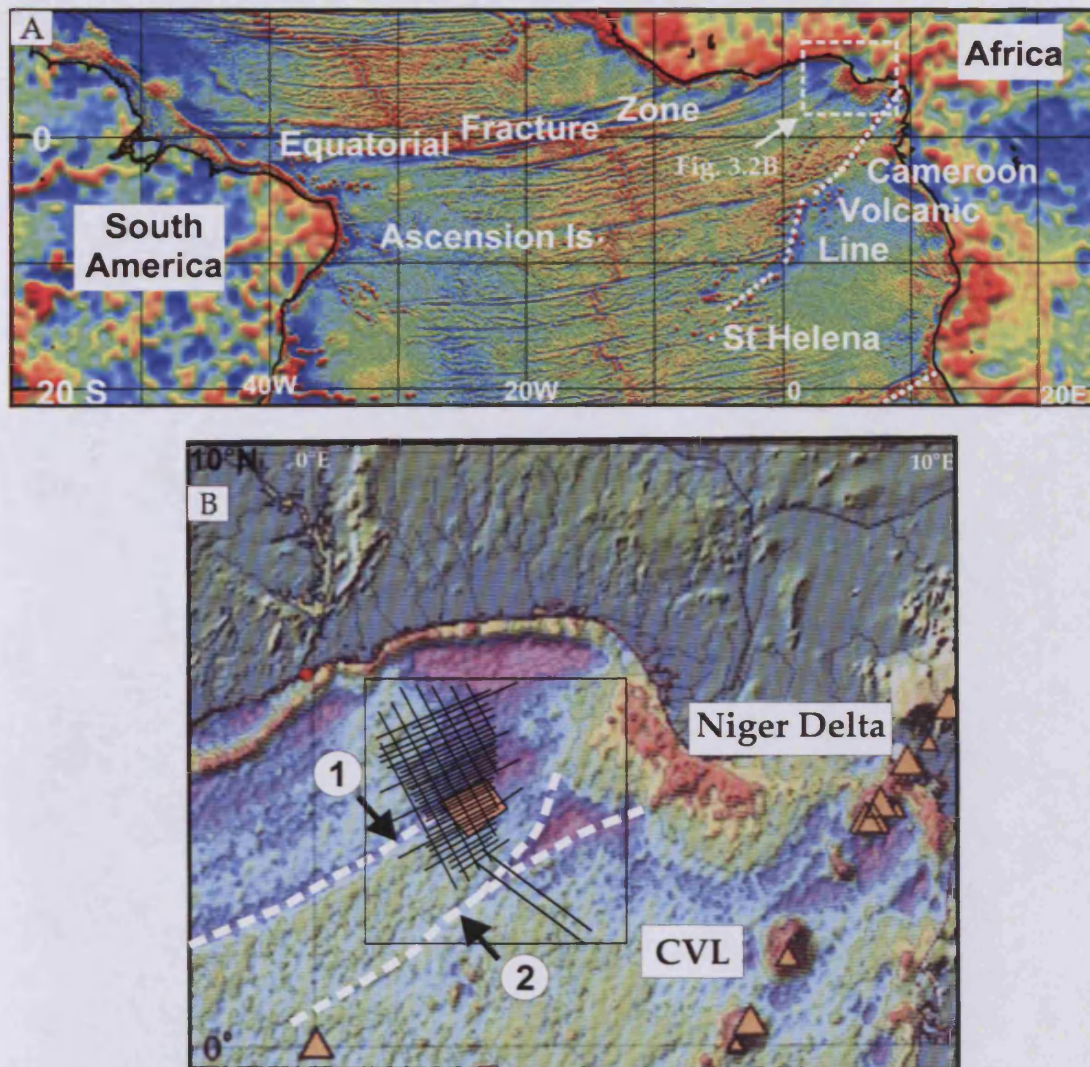 A
Africa
Zone
Fracture
Equatorial
0
Fig. 3.2B
Cameroon
Volcanic
Line
South
America
Ascension Is.
St Helena
20 S
40W
20W
0
20E
10°N
0°E
10°E
B
Niger Delta
1
CVL
2
0°